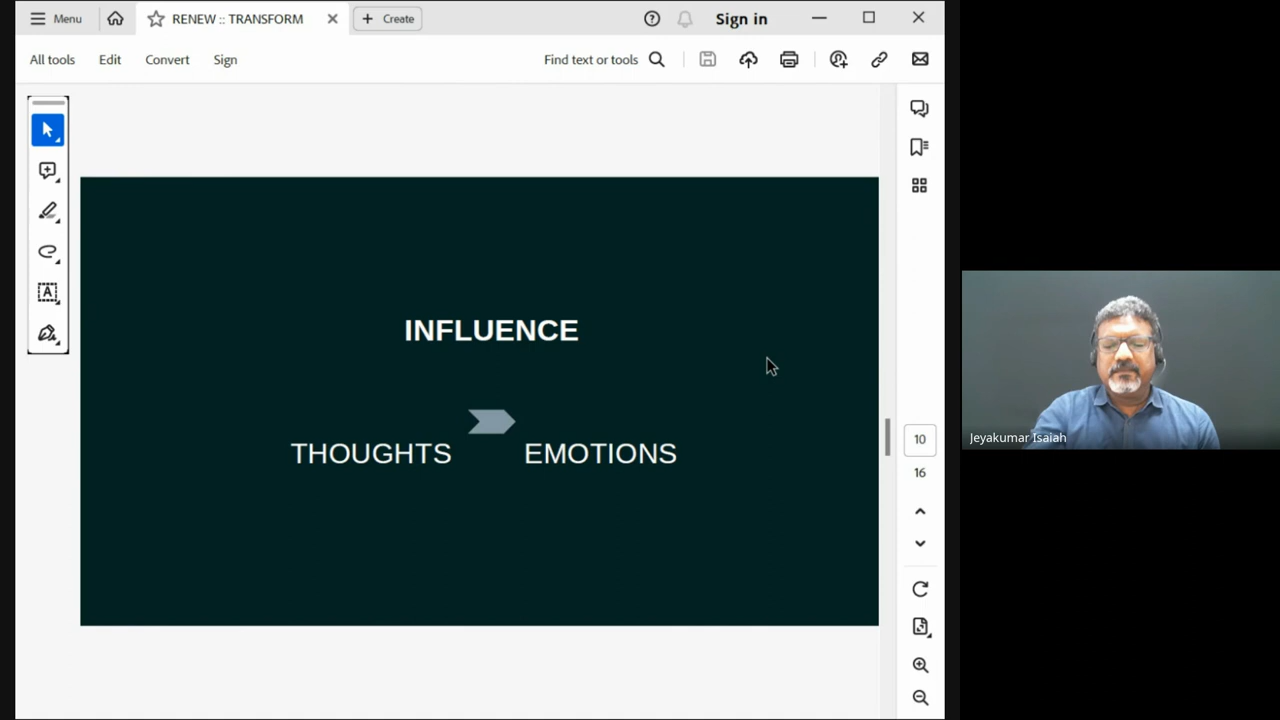 Menu
RENEW :: TRANSFORM
Create
Sign in
All tools
Edit
Convert
Sign
Find text or tools
INFLUENCE
THOUGHTS
EMOTIONS
10
16
Jeyakumar Isaiah